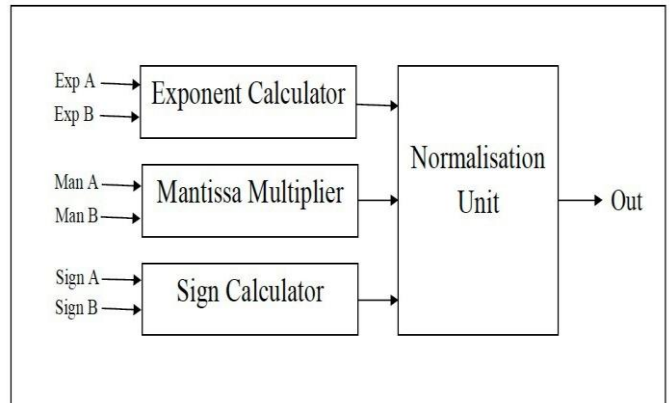 Exp A
Exp B
Exponent Calculator
Man A
Man B
Mantissa Multiplier
Sign A
Sign B
Sign Calculator
Normalisation
Unit
Out